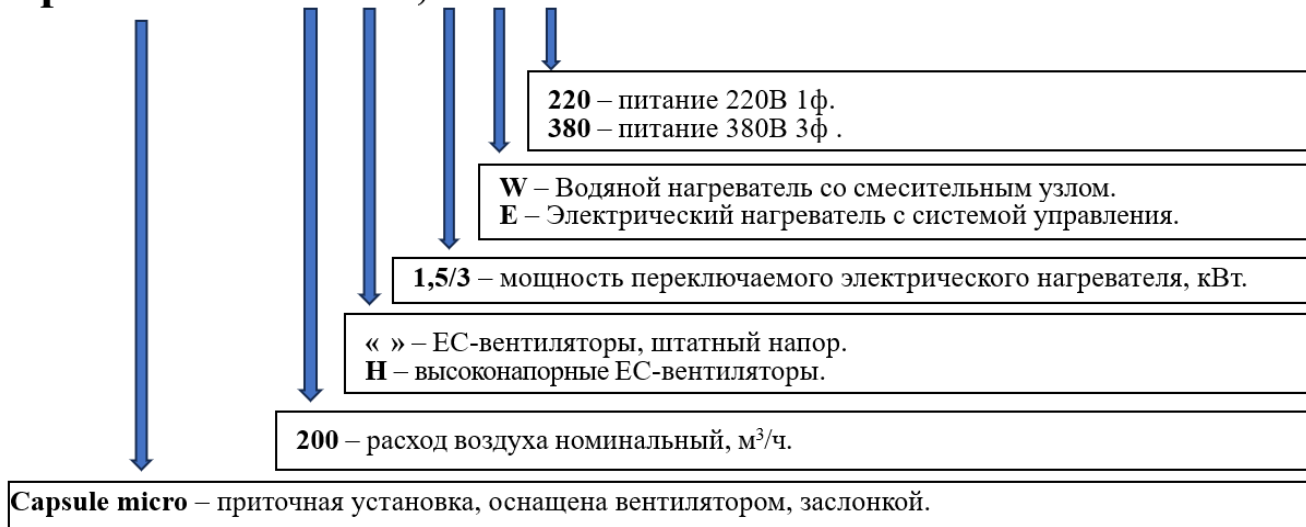 220 – питание 220В 1ф.
380 – питание 380В 3ф .
W – Водяной нагреватель со смесительным узлом.
E – Электрический нагреватель с системой управления.
1,5/3 – мощность переключаемого электрического нагревателя, кВт.
« » – ЕС-вентиляторы, штатный напор.
H – высоконапорные ЕС-вентиляторы.
200 – расход воздуха номинальный, м³/ч.
Capsule micro – приточная установка, оснащена вентилятором, заслонкой.